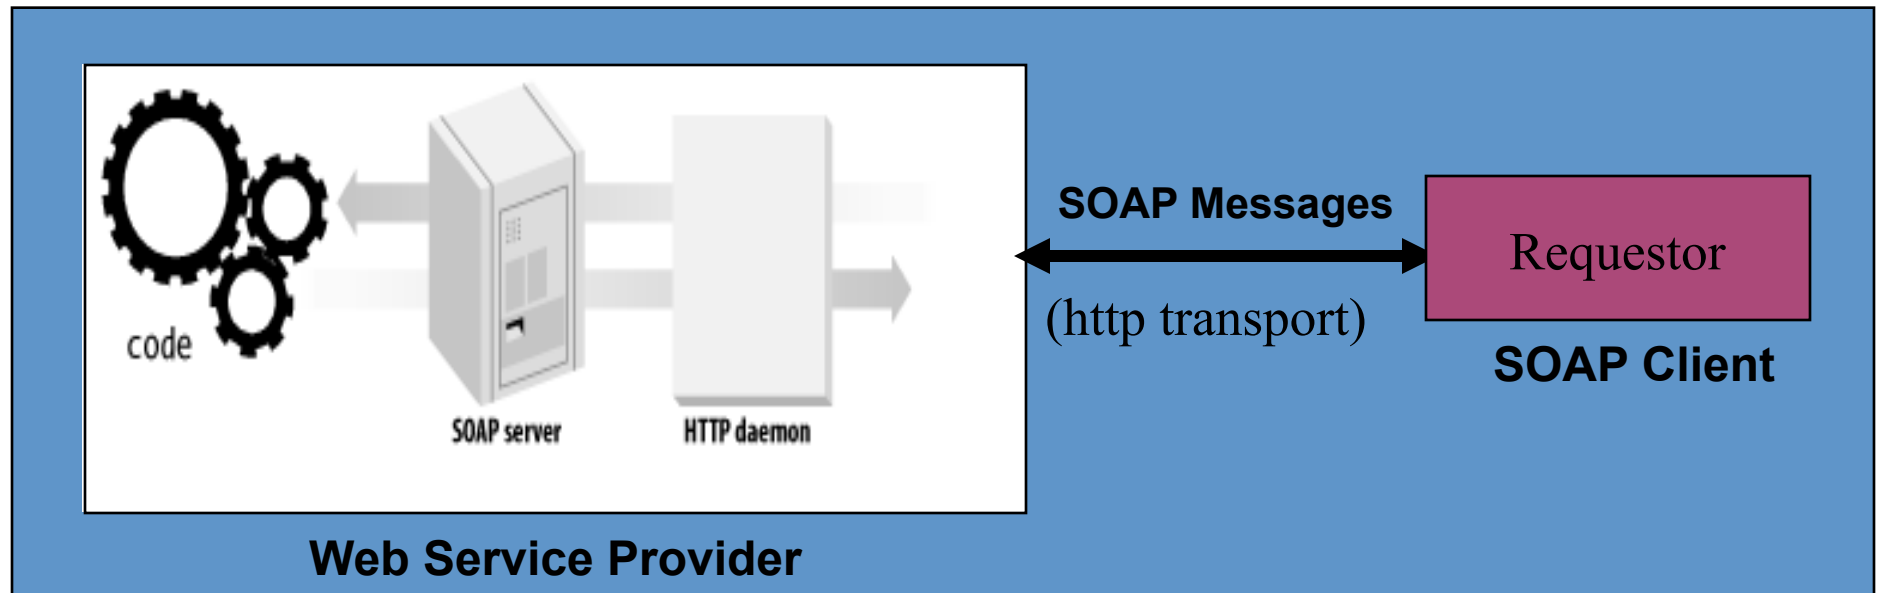 SOAP Messages
Requestor
(http transport)
code
SOAP Client
SOAP server
HTTP daemon
Web Service Provider